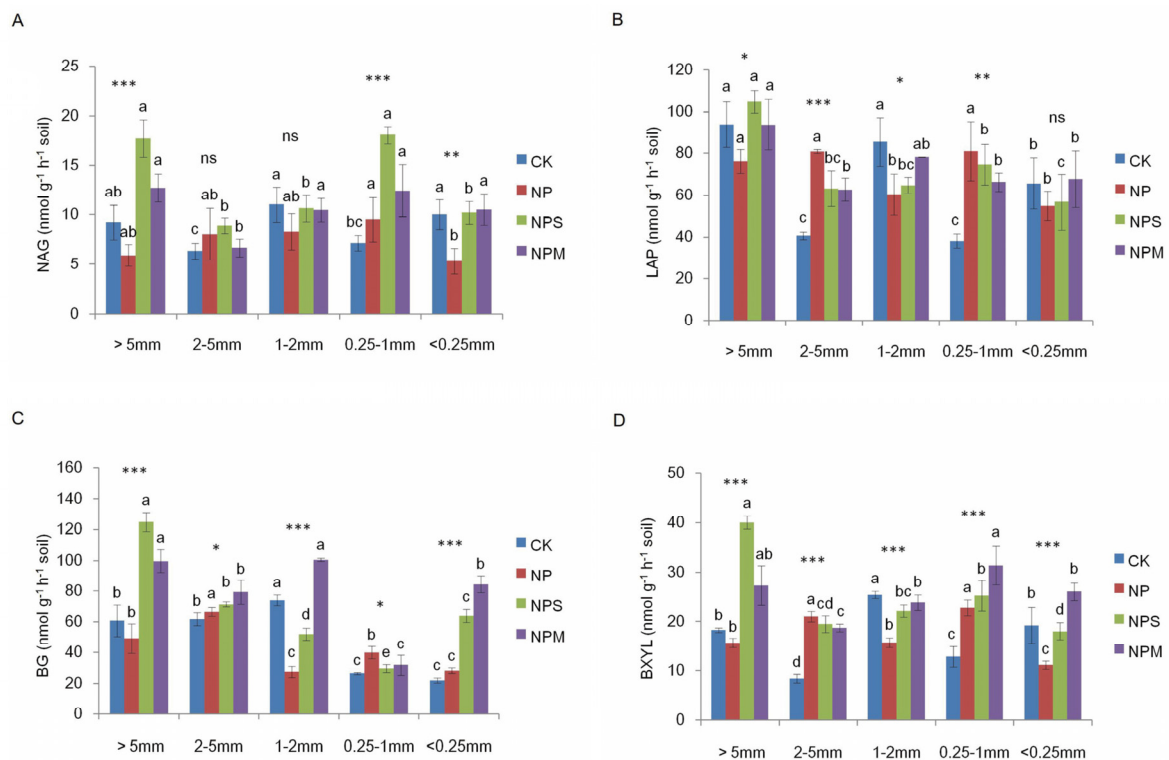 A
NAG (nmol g⁻¹ h⁻¹ soil)
25
20
15
10
5
0
*** ns ns *** **
ab ab a a
c ab b b
a ab b a
bc a a a
a b b a
> 5mm 2-5mm 1-2mm 0.25-1mm <0.25mm
CK
NP
NPS
NPM
B
LAP (nmol g⁻¹ h⁻¹ soil)
120
100
80
60
40
20
0
* *** * ** ns
a a a a
c a bc b
a b bc ab
c a b b
b b c b
> 5mm 2-5mm 1-2mm 0.25-1mm <0.25mm
CK
NP
NPS
NPM
C
BG (nmol g⁻¹ h⁻¹ soil)
160
140
120
100
80
60
40
20
0
*** * *** * ***
b b a a
b a b b
a c d a
c b e c
c c c b
> 5mm 2-5mm 1-2mm 0.25-1mm <0.25mm
CK
NP
NPS
NPM
D
BXYL (nmol g⁻¹ h⁻¹ soil)
50
40
30
20
10
0
*** *** *** *** ***
b b a ab
d a cd c
a b bc b
c a b a
b c d b
> 5mm 2-5mm 1-2mm 0.25-1mm <0.25mm
CK
NP
NPS
NPM